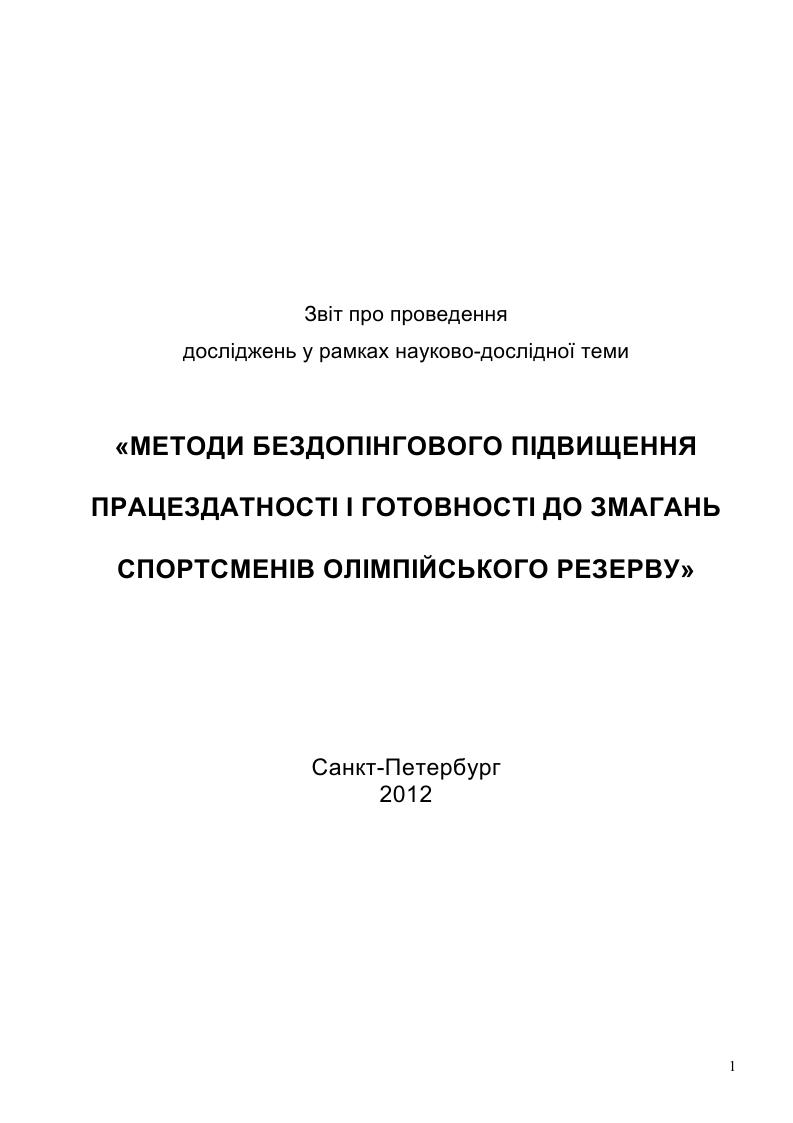 Звіт про проведення
досліджень у рамках науково-дослідної теми
«МЕТОДИ БЕЗДОПІНГОВОГО ПІДВИЩЕННЯ
ПРАЦЕЗДАТНОСТІ І ГОТОВНОСТІ ДО ЗМАГАНЬ
СПОРТСМЕНІВ ОЛІМПІЙСЬКОГО РЕЗЕРВУ»
Санкт-Петербург
2012
1